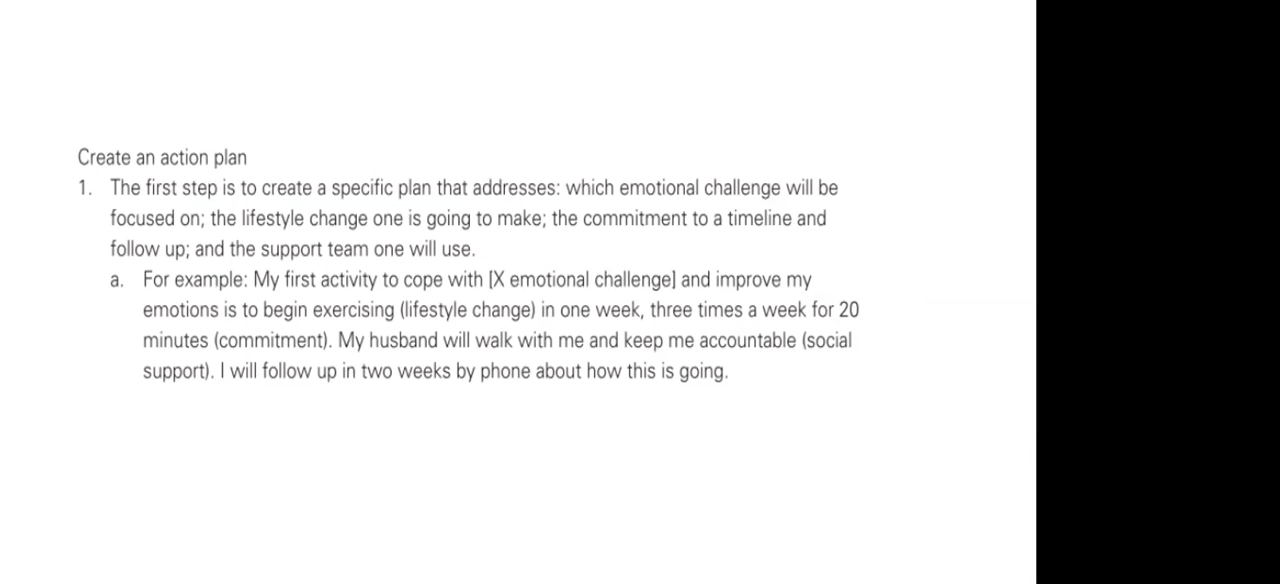 Create an action plan
1. The first step is to create a specific plan that addresses: which emotional challenge will be
focused on; the lifestyle change one is going to make; the commitment to a timeline and
follow up; and the support team one will use.
a. For example: My first activity to cope with [X emotional challenge] and improve my
emotions is to begin exercising (lifestyle change) in one week, three times a week for 20
minutes (commitment). My husband will walk with me and keep me accountable (social
support). I will follow up in two weeks by phone about how this is going.